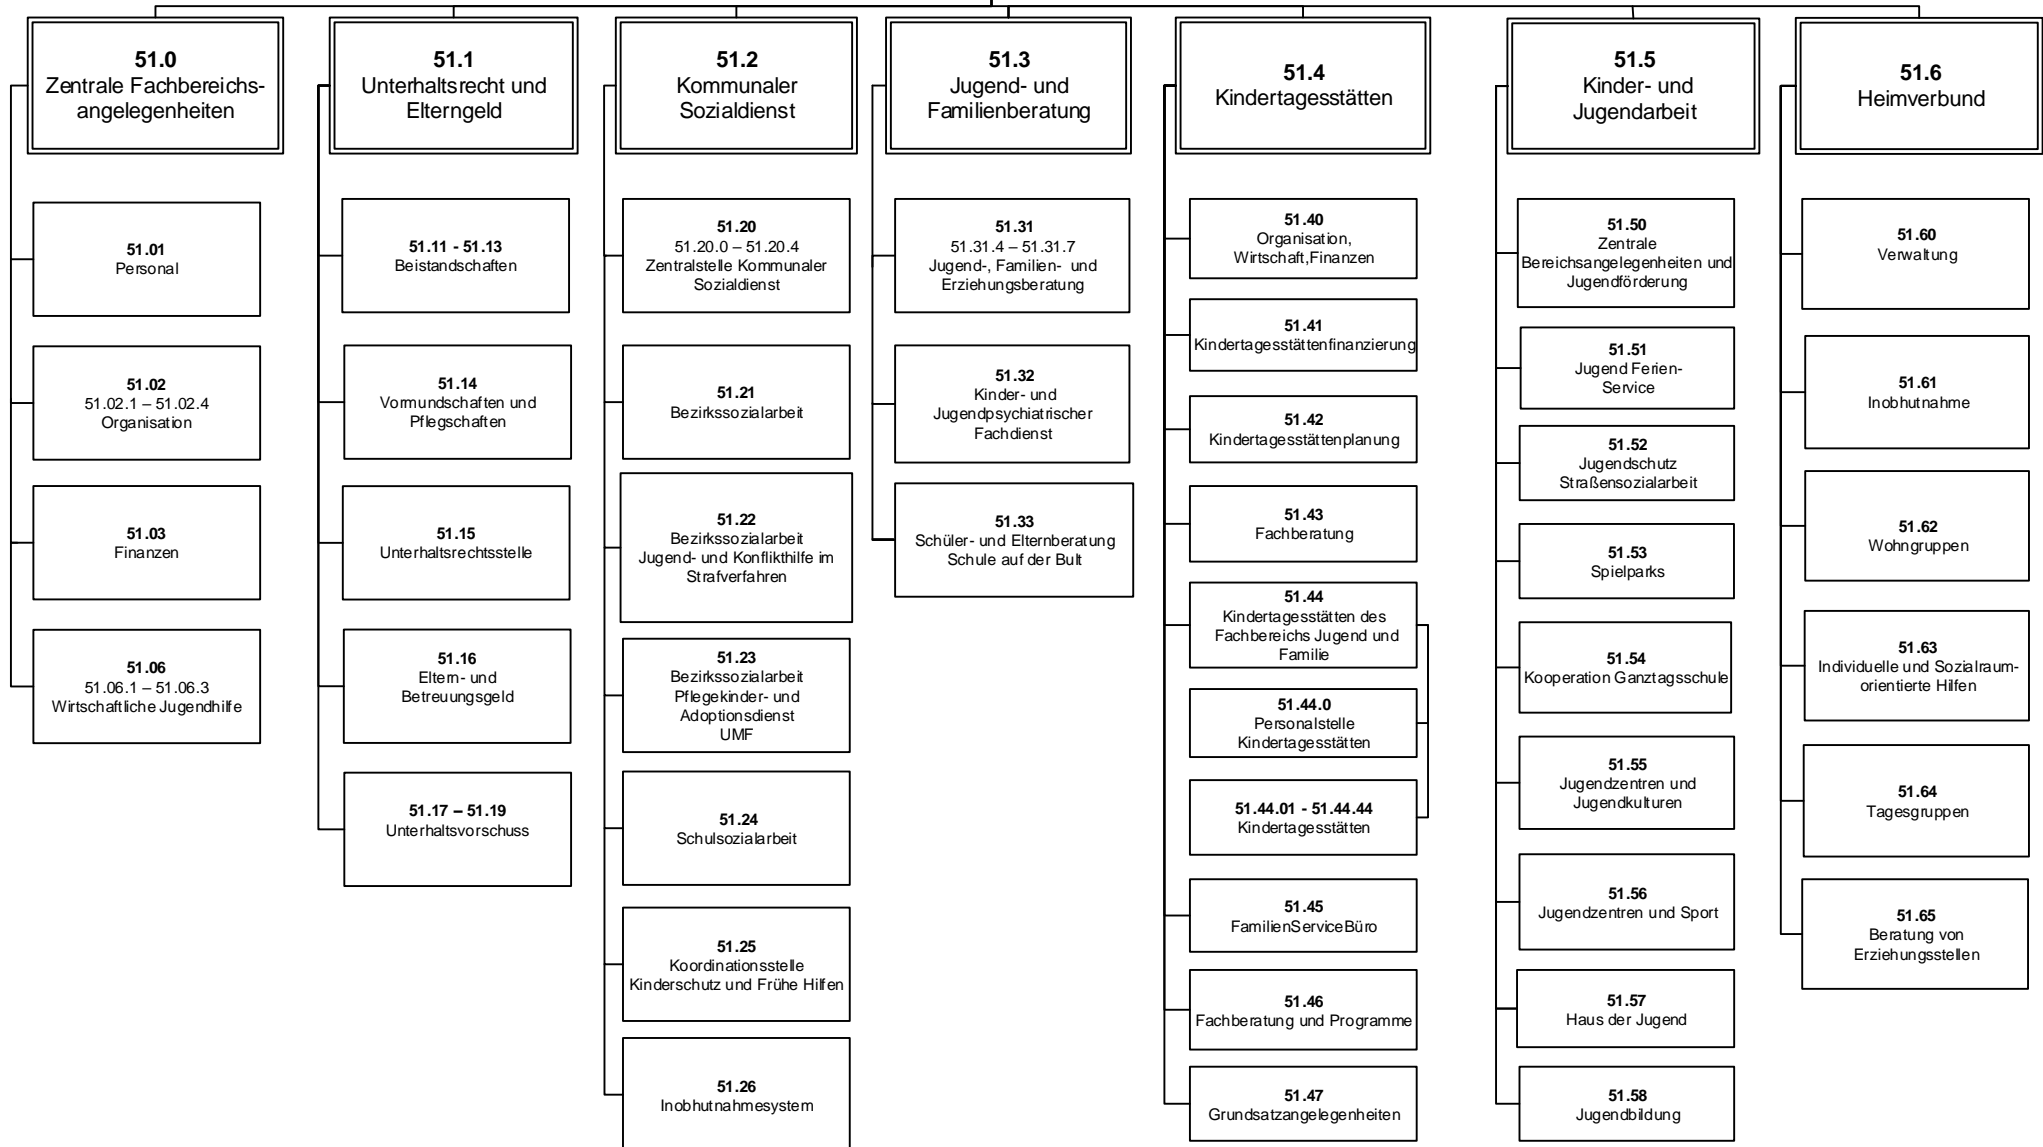 51.0
Zentrale Fachbereichs-
angelegenheiten
51.01
Personal
51.02
51.02.1 – 51.02.4
Organisation
51.03
Finanzen
51.06
51.06.1 – 51.06.3
Wirtschaftliche Jugendhilfe
51.1
Unterhaltsrecht und
Elterngeld
51.11 - 51.13
Beistandschaften
51.14
Vormundschaften und
Pflegschaften
51.15
Unterhaltsrechtsstelle
51.16
Eltern- und
Betreuungsgeld
51.17 – 51.19
Unterhaltsvorschuss
51.2
Kommunaler
Sozialdienst
51.20
51.20.0 – 51.20.4
Zentralstelle Kommunaler
Sozialdienst
51.21
Bezirkssozialarbeit
51.22
Bezirkssozialarbeit
Jugend- und Konflikthilfe im
Strafverfahren
51.23
Bezirkssozialarbeit
Pflegekinder- und
Adoptionsdienst
UMF
51.24
Schulsozialarbeit
51.25
Koordinationsstelle
Kinderschutz und Frühe Hilfen
51.26
Inobhutnahmesystem
51.3
Jugend- und
Familienberatung
51.31
51.31.4 – 51.31.7
Jugend-, Familien- und
Erziehungsberatung
51.32
Kinder- und
Jugendpsychiatrischer
Fachdienst
51.33
Schüler- und Elternberatung
Schule auf der Bult
51.4
Kindertagesstätten
51.40
Organisation,
Wirtschaft,Finanzen
51.41
Kindertagesstättenfinanzierung
51.42
Kindertagesstättenplanung
51.43
Fachberatung
51.44
Kindertagesstätten des
Fachbereichs Jugend und
Familie
51.44.0
Personalstelle
Kindertagesstätten
51.44.01 - 51.44.44
Kindertagesstätten
51.45
FamilienServiceBüro
51.46
Fachberatung und Programme
51.47
Grundsatzangelegenheiten
51.5
Kinder- und
Jugendarbeit
51.50
Zentrale
Bereichsangelegenheiten und
Jugendförderung
51.51
Jugend Ferien-
Service
51.52
Jugendschutz
Straßensozialarbeit
51.53
Spielparks
51.54
Kooperation Ganztagsschule
51.55
Jugendzentren und
Jugendkulturen
51.56
Jugendzentren und Sport
51.57
Haus der Jugend
51.58
Jugendbildung
51.6
Heimverbund
51.60
Verwaltung
51.61
Inobhutnahme
51.62
Wohngruppen
51.63
Individuelle und Sozialraum-
orientierte Hilfen
51.64
Tagesgruppen
51.65
Beratung von
Erziehungsstellen